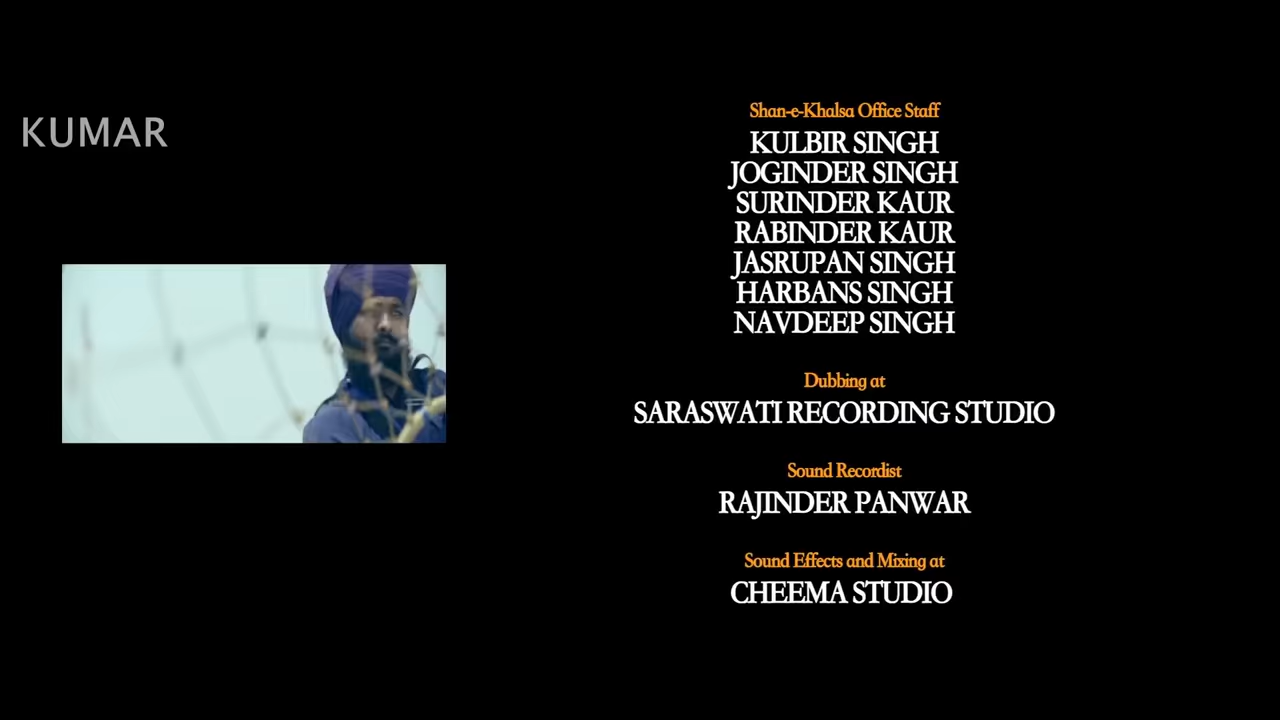 KUMAR
Shan-e-Khalsa Office Staff
KULBIR SINGH
JOGINDER SINGH
SURINDER KAUR
RABINDER KAUR
JASRUPAN SINGH
HARBANS SINGH
NAVDEEP SINGH
Dubbing at
SARASWATI RECORDING STUDIO
Sound Recordist
RAJINDER PANWAR
Sound Effects and Mixing at
CHEEMA STUDIO